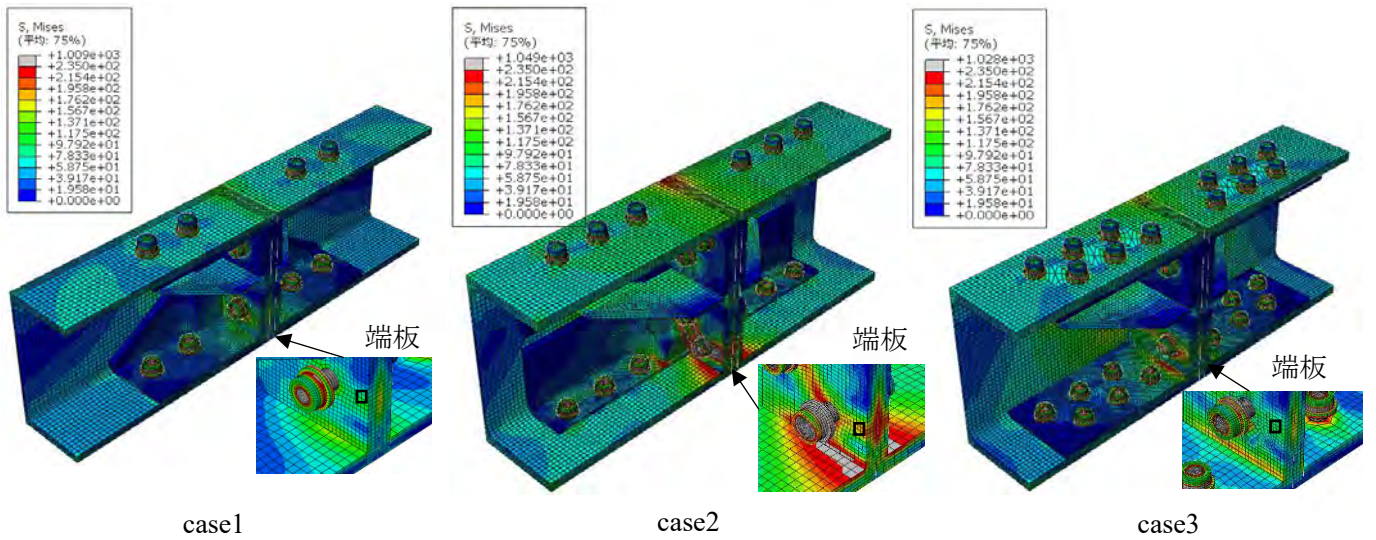 S, Mises
(平均: 75%)
+1.009e+03
+2.350e+02
+2.154e+02
+1.958e+02
+1.762e+02
+1.567e+02
+1.371e+02
+1.175e+02
+9.792e+01
+7.833e+01
+5.875e+01
+3.917e+01
+1.958e+01
+0.000e+00
端板
case1
S, Mises
(平均: 75%)
+1.049e+03
+2.350e+02
+2.154e+02
+1.958e+02
+1.762e+02
+1.567e+02
+1.371e+02
+1.175e+02
+9.792e+01
+7.833e+01
+5.875e+01
+3.917e+01
+1.958e+01
+0.000e+00
端板
case2
S, Mises
(平均: 75%)
+1.028e+03
+2.350e+02
+2.154e+02
+1.958e+02
+1.762e+02
+1.567e+02
+1.371e+02
+1.175e+02
+9.792e+01
+7.833e+01
+5.875e+01
+3.917e+01
+1.958e+01
+0.000e+00
端板
case3